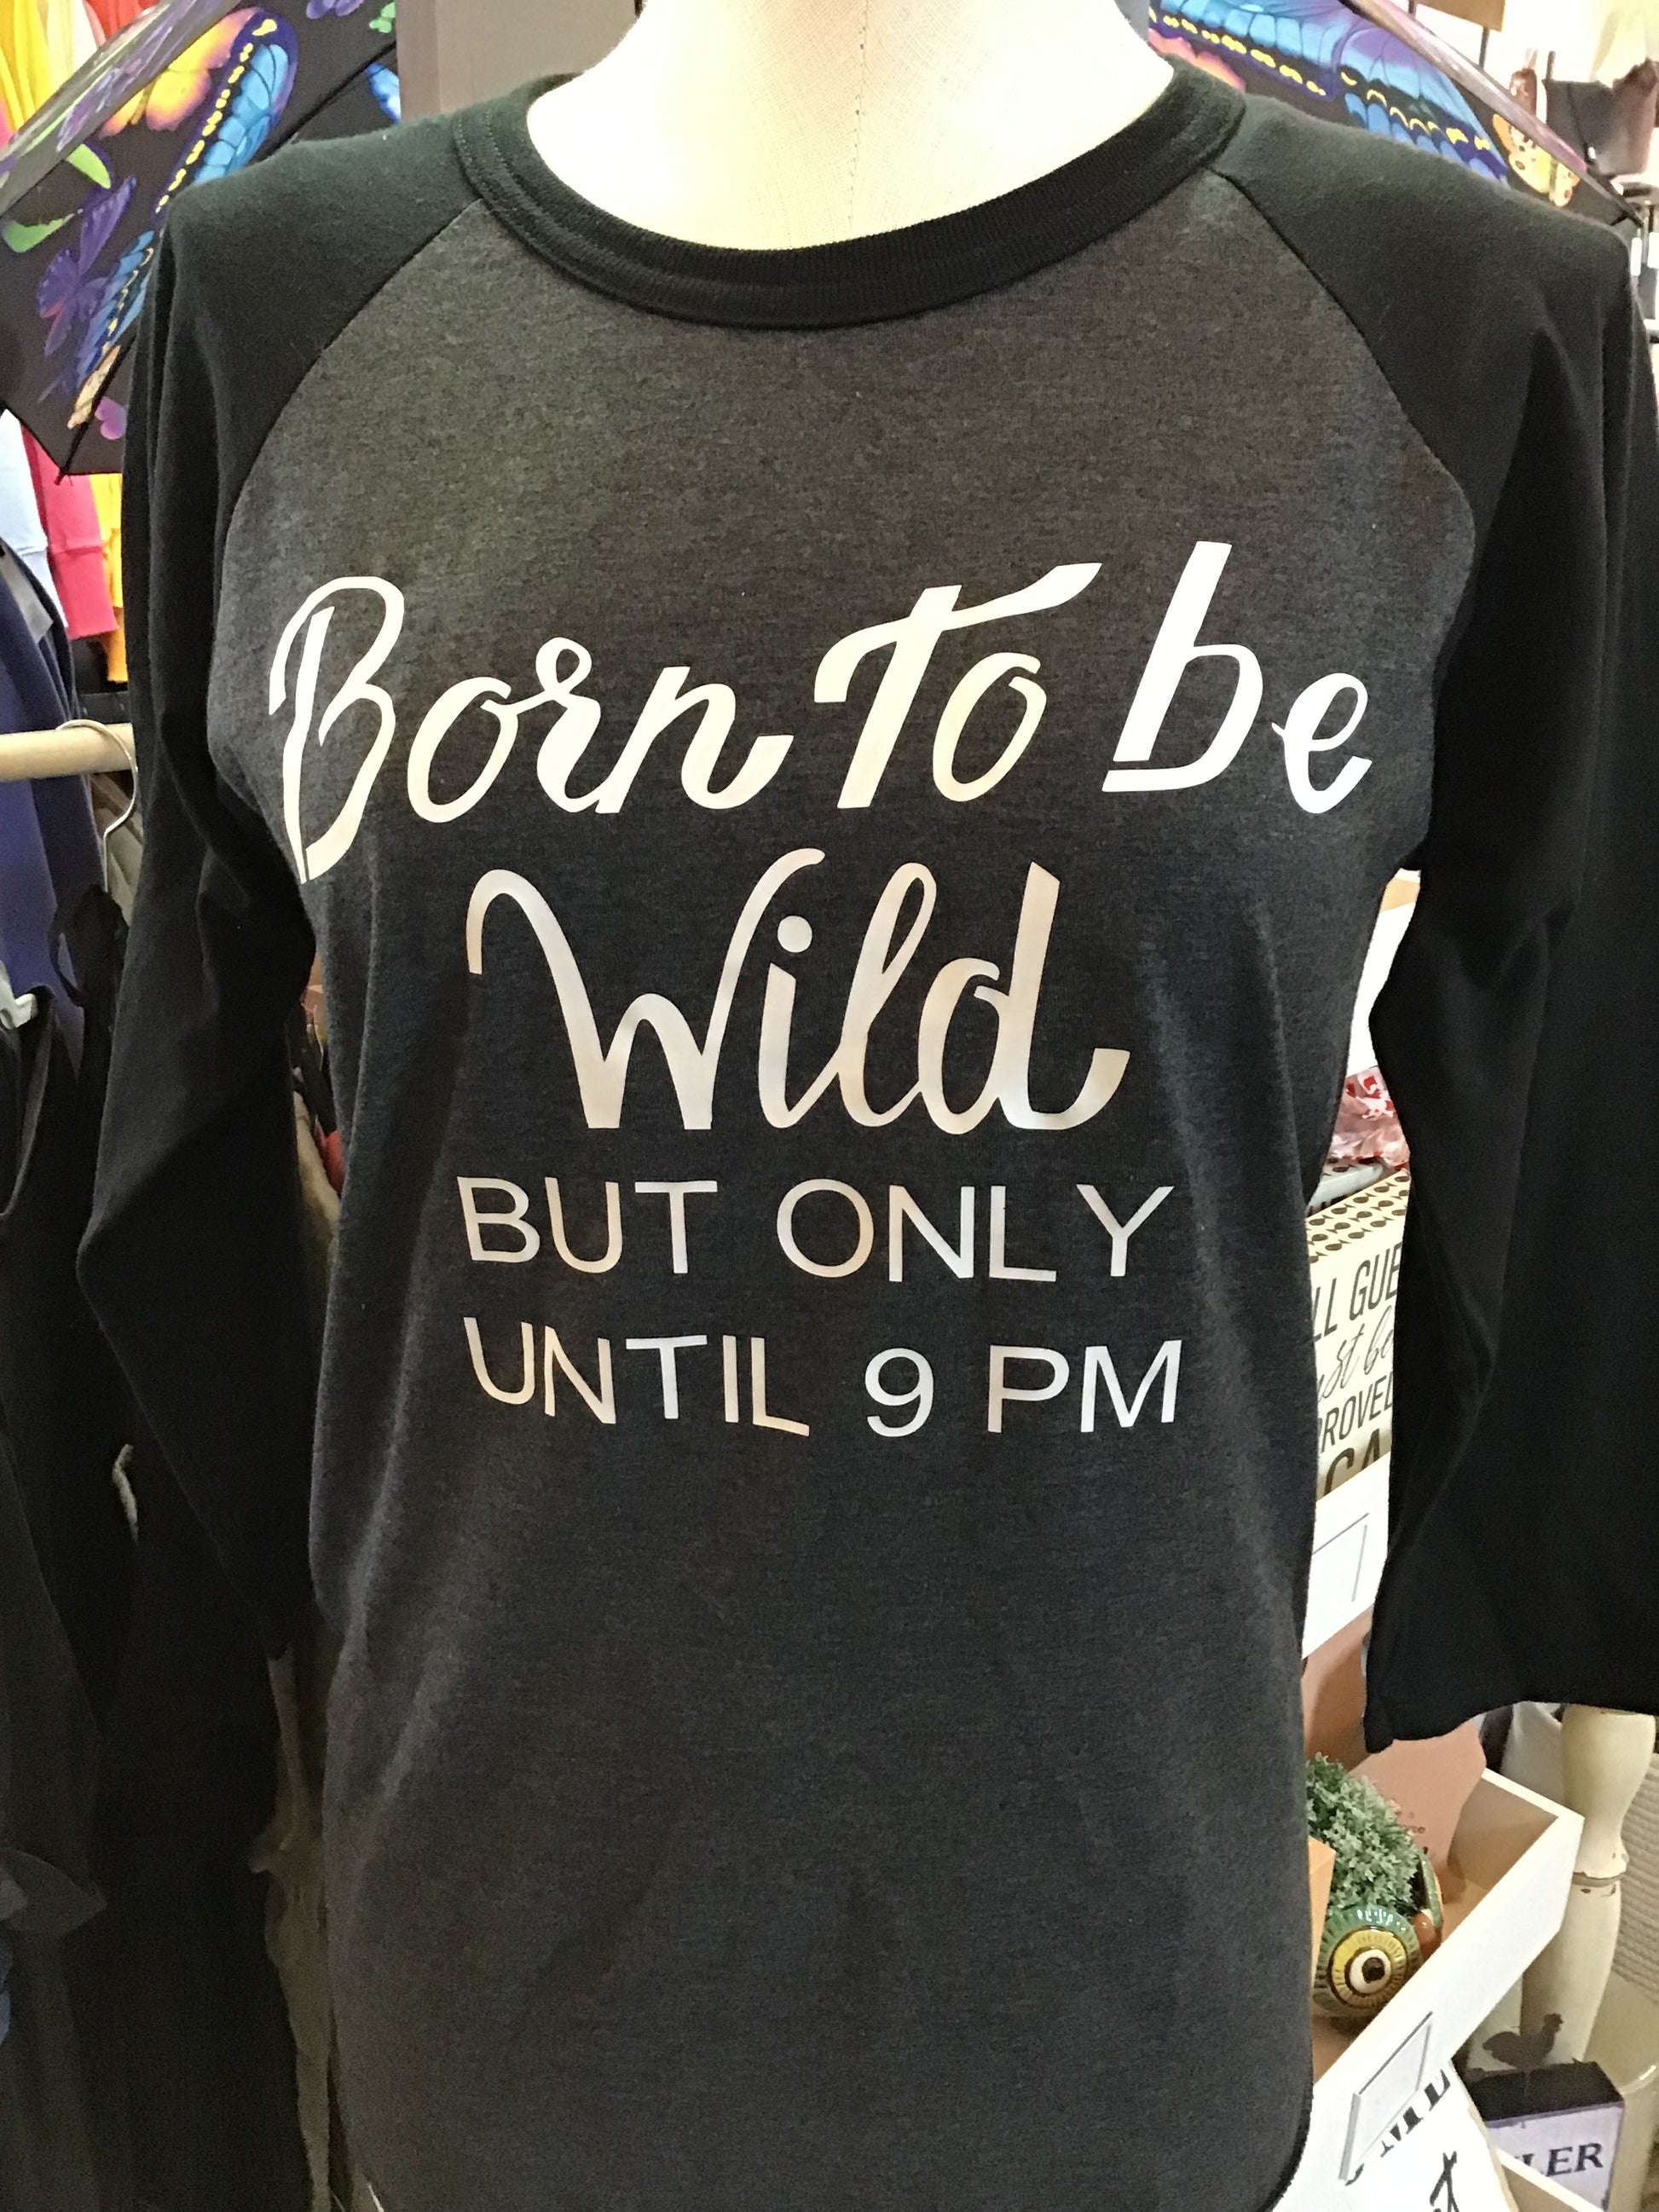 Born To be
Wild
BUT ONLY
UNTIL 9 PM